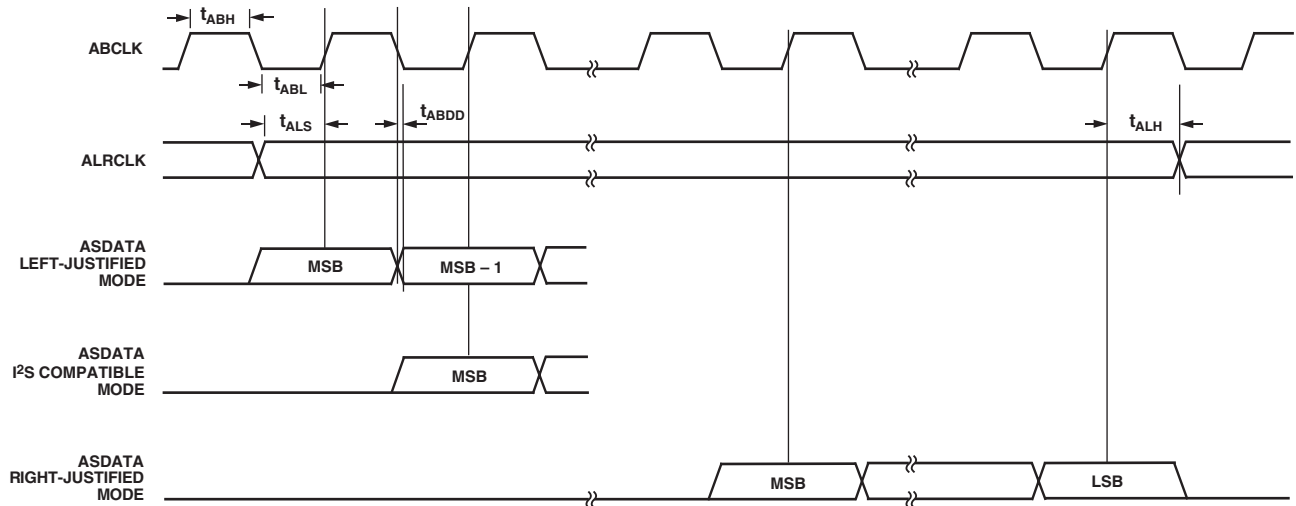 tABH
ABCLK
tABL
tABDD
tALS
tALH
ALRCLK
ASDATA
LEFT-JUSTIFIED
MODE
MSB
MSB – 1
ASDATA
I²S COMPATIBLE
MODE
MSB
ASDATA
RIGHT-JUSTIFIED
MODE
MSB
LSB